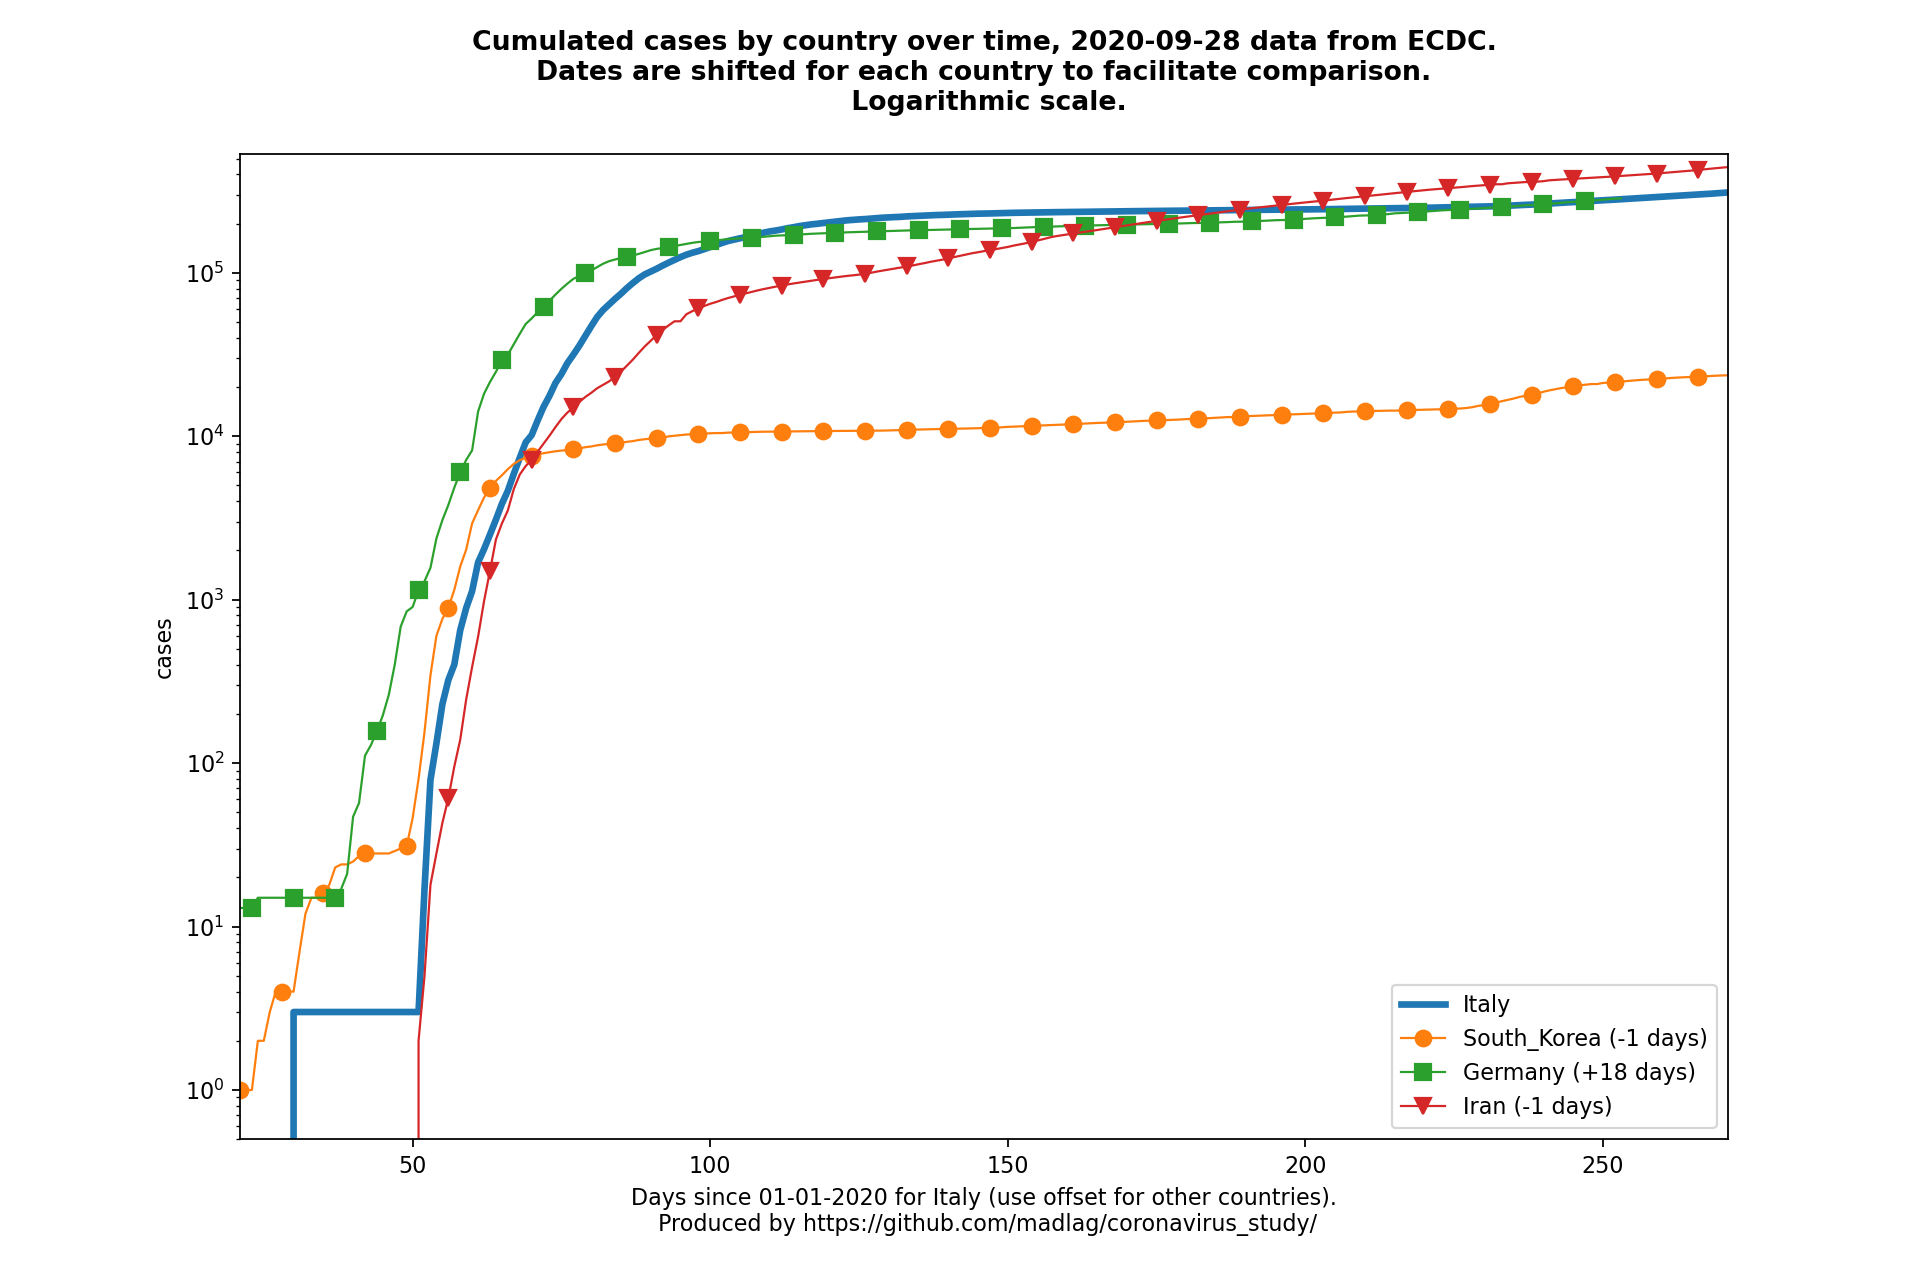 Cumulated cases by country over time, 2020-09-28 data from ECDC.
Dates are shifted for each country to facilitate comparison.
Logarithmic scale.
10^5
10^4
10^3
10^2
10^1
10^0
cases
Italy
South_Korea (-1 days)
Germany (+18 days)
Iran (-1 days)
50
100
150
200
250
Days since 01-01-2020 for Italy (use offset for other countries).
Produced by https://github.com/madlag/coronavirus_study/